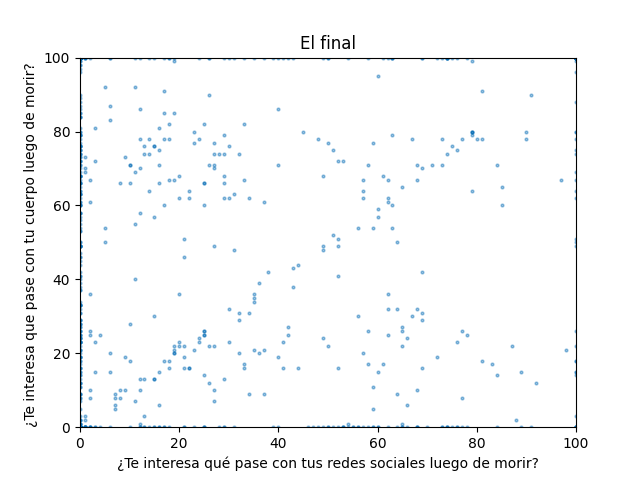 El final
100
80
60
40
20
0
¿Te interesa que pase con tu cuerpo luego de morir?
0 20 40 60 80 100
¿Te interesa qué pase con tus redes sociales luego de morir?